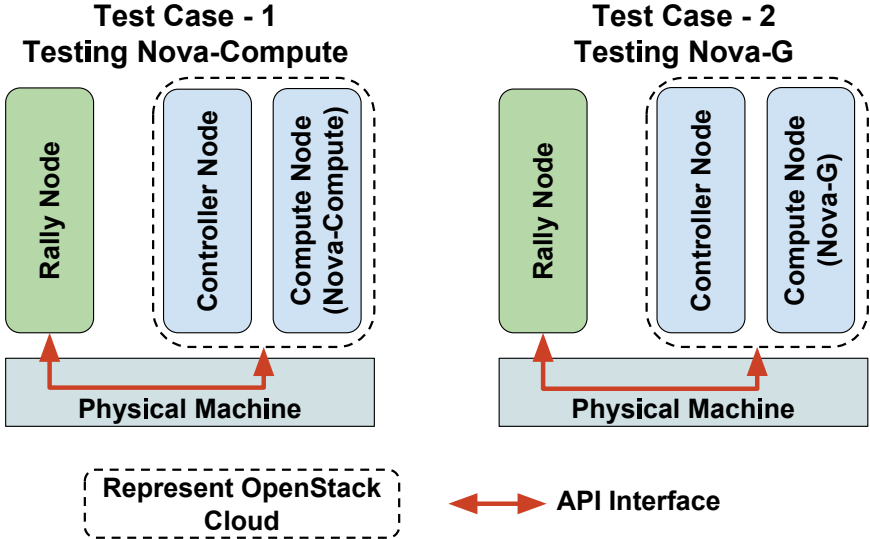 Test Case - 1
Testing Nova-Compute
Rally Node
Controller Node
Compute Node
(Nova-Compute)
Physical Machine
Test Case - 2
Testing Nova-G
Rally Node
Controller Node
Compute Node
(Nova-G)
Physical Machine
Represent OpenStack
Cloud
API Interface